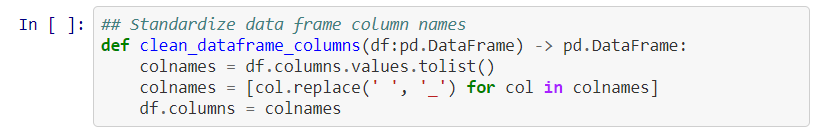 In [ ]: ## Standardize data frame column names
def clean_dataframe_columns(df:pd.DataFrame) -> pd.DataFrame:
    colnames = df.columns.values.tolist()
    colnames = [col.replace(' ', '_') for col in colnames]
    df.columns = colnames